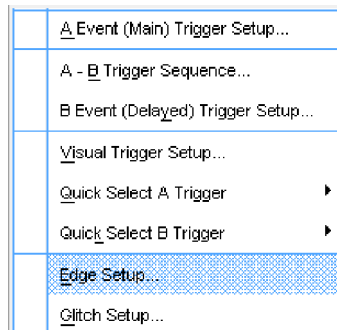 A Event (Main) Trigger Setup...
A - B Trigger Sequence...
B Event (Delayed) Trigger Setup...
Visual Trigger Setup...
Quick Select A Trigger
Quick Select B Trigger
Edge Setup...
Glitch Setup...